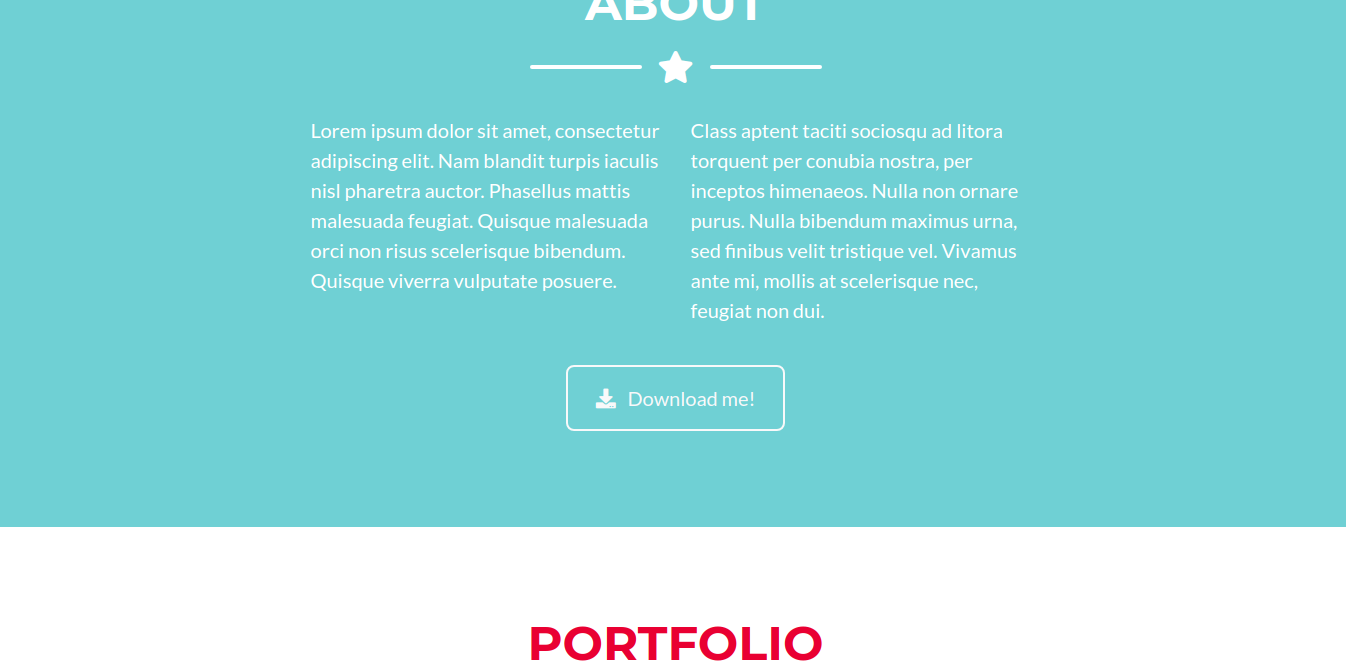 ABOUT
Lorem ipsum dolor sit amet, consectetur
adipiscing elit. Nam blandit turpis iaculis
nisl pharetra auctor. Phasellus mattis
malesuada feugiat. Quisque malesuada
orci non risus scelerisque bibendum.
Quisque viverra vulputate posuere.
Class aptent taciti sociosqu ad litora
torquent per conubia nostra, per
inceptos himenaeos. Nulla non ornare
purus. Nulla bibendum maximus urna,
sed finibus velit tristique vel. Vivamus
ante mi, mollis at scelerisque nec,
feugiat non dui.
Download me!
PORTFOLIO